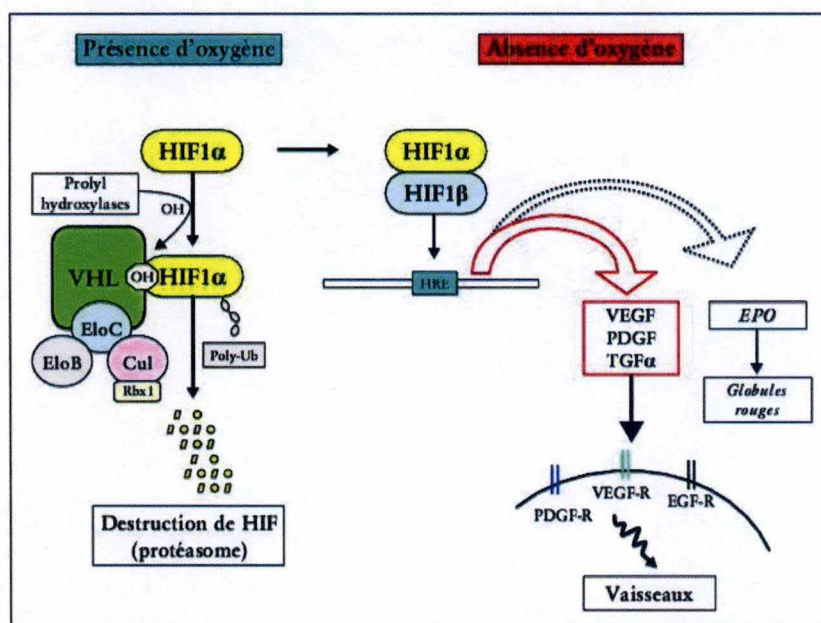 Présence d'oxygène
Absence d'oxygène
HIF1α
HIF1α
HIF1β
Prolyl
hydroxylases
OH
VHL
OH
HIF1α
HRE
EloC
EloB
Cul
Rbx1
Poly-Ub
VEGF
PDGF
TGFα
EPO
Globules
rouges
Destruction de HIF
(protéasome)
PDGF-R
VEGF-R
EGF-R
Vaisseaux